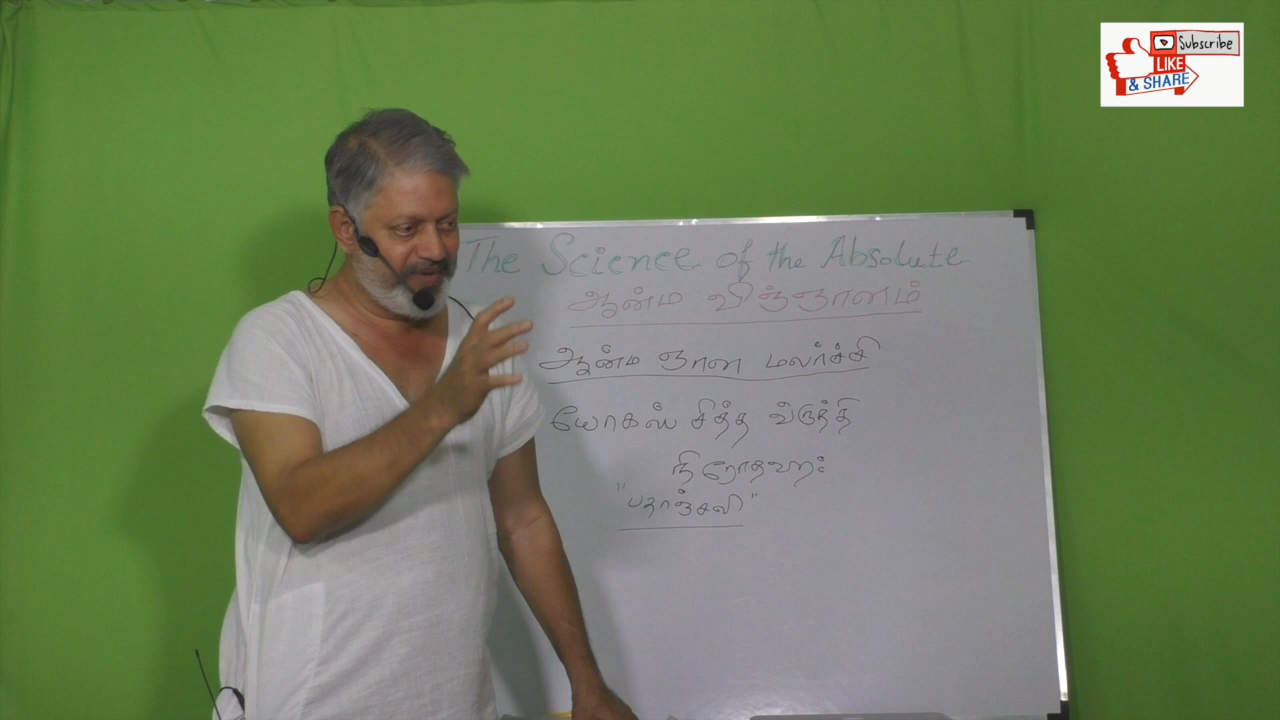 Subscribe
LIKE
& SHARE
The Science of the Absolute
ஆன்ம விஞ்ஞானம்
ஆன்ம ஞான மலர்ச்சி
யோகஸ் சித்த விருத்தி
நிரோதஹ:
"பதாஞ்சலி"